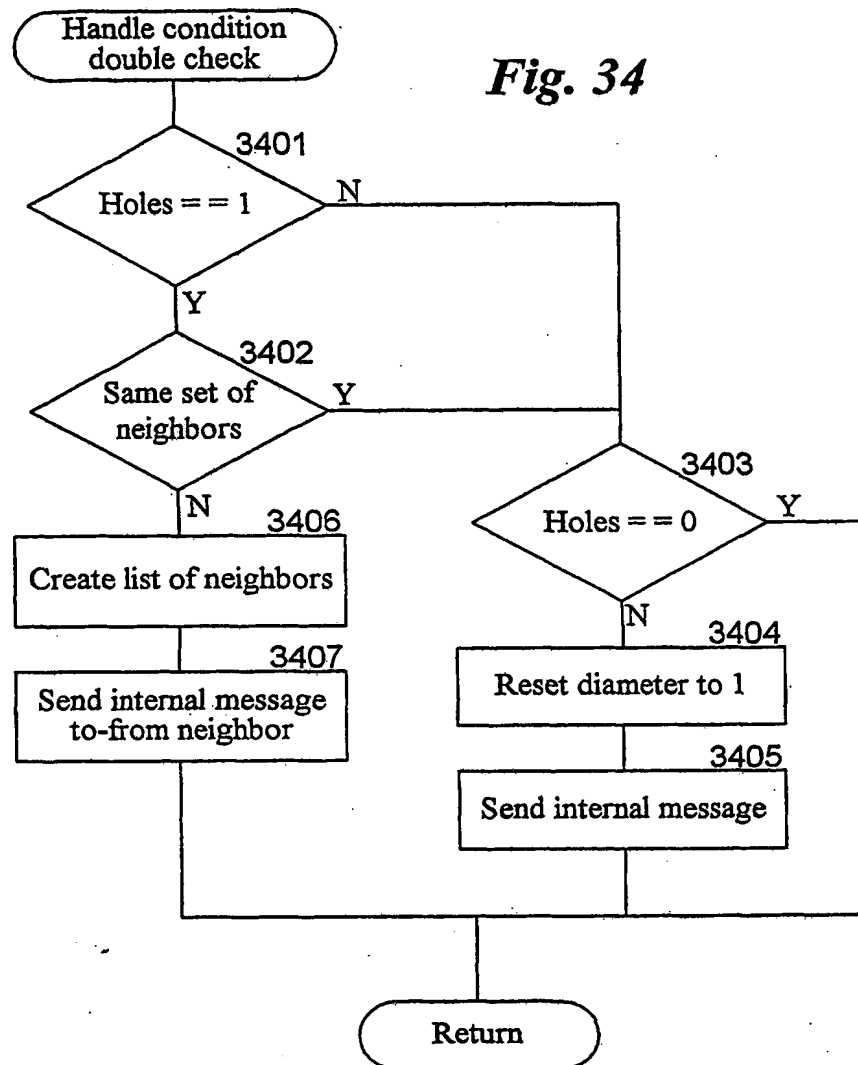 Handle condition
double check
Fig. 34
3401
Holes = = 1
N
Y
3402
Same set of
neighbors
Y
N
3403
Holes = = 0
Y
N
3406
Create list of neighbors
3404
Reset diameter to 1
3407
Send internal message
to-from neighbor
3405
Send internal message
Return